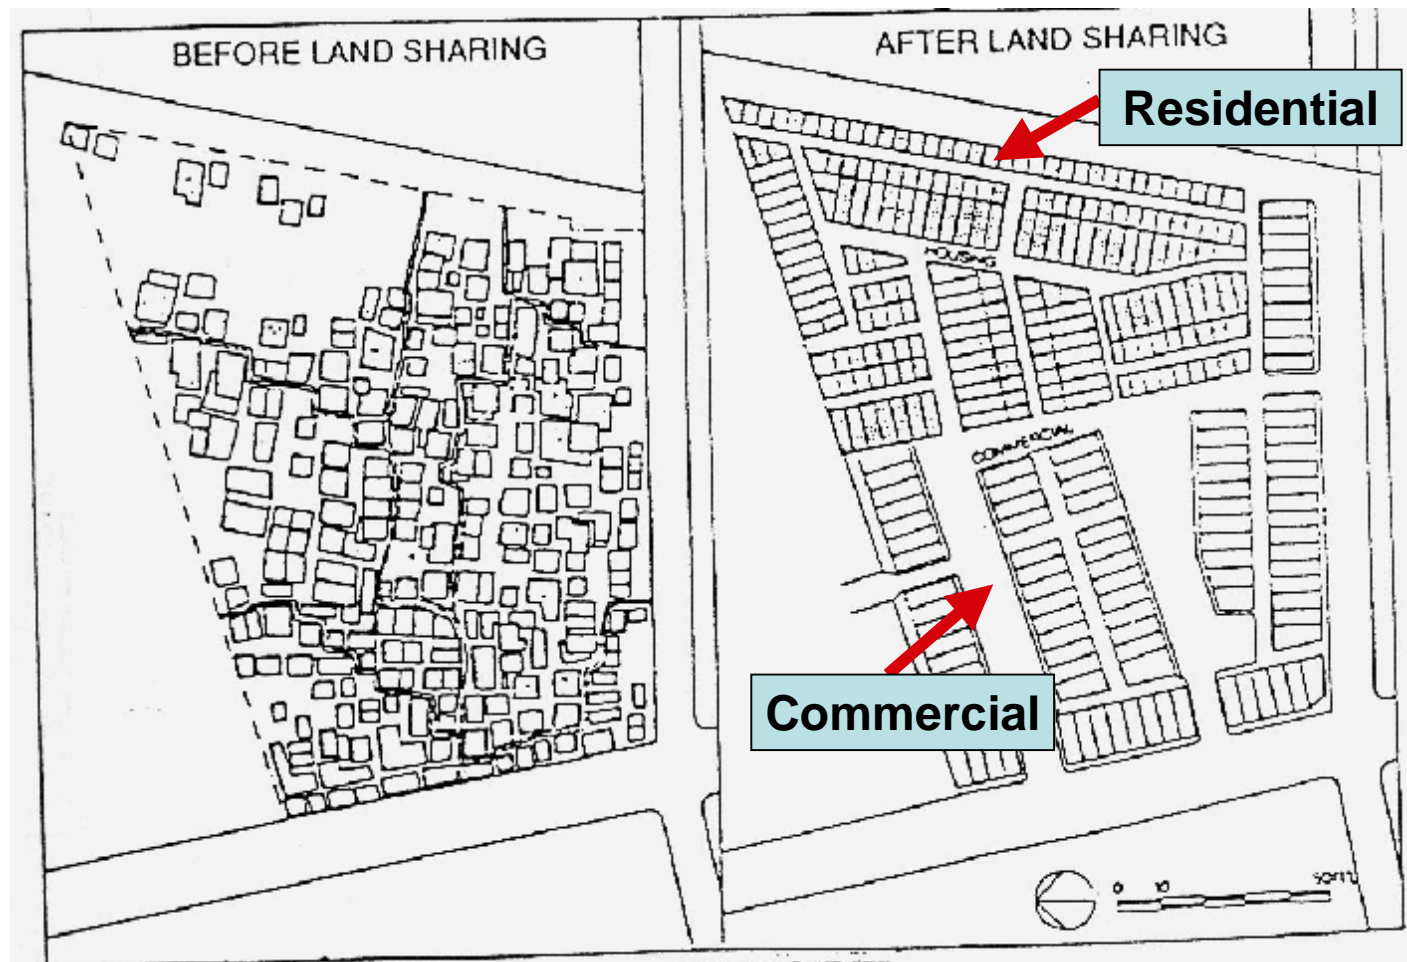 BEFORE LAND SHARING
AFTER LAND SHARING
Residential
HOUSING
COMMERCIAL
Commercial
0 10